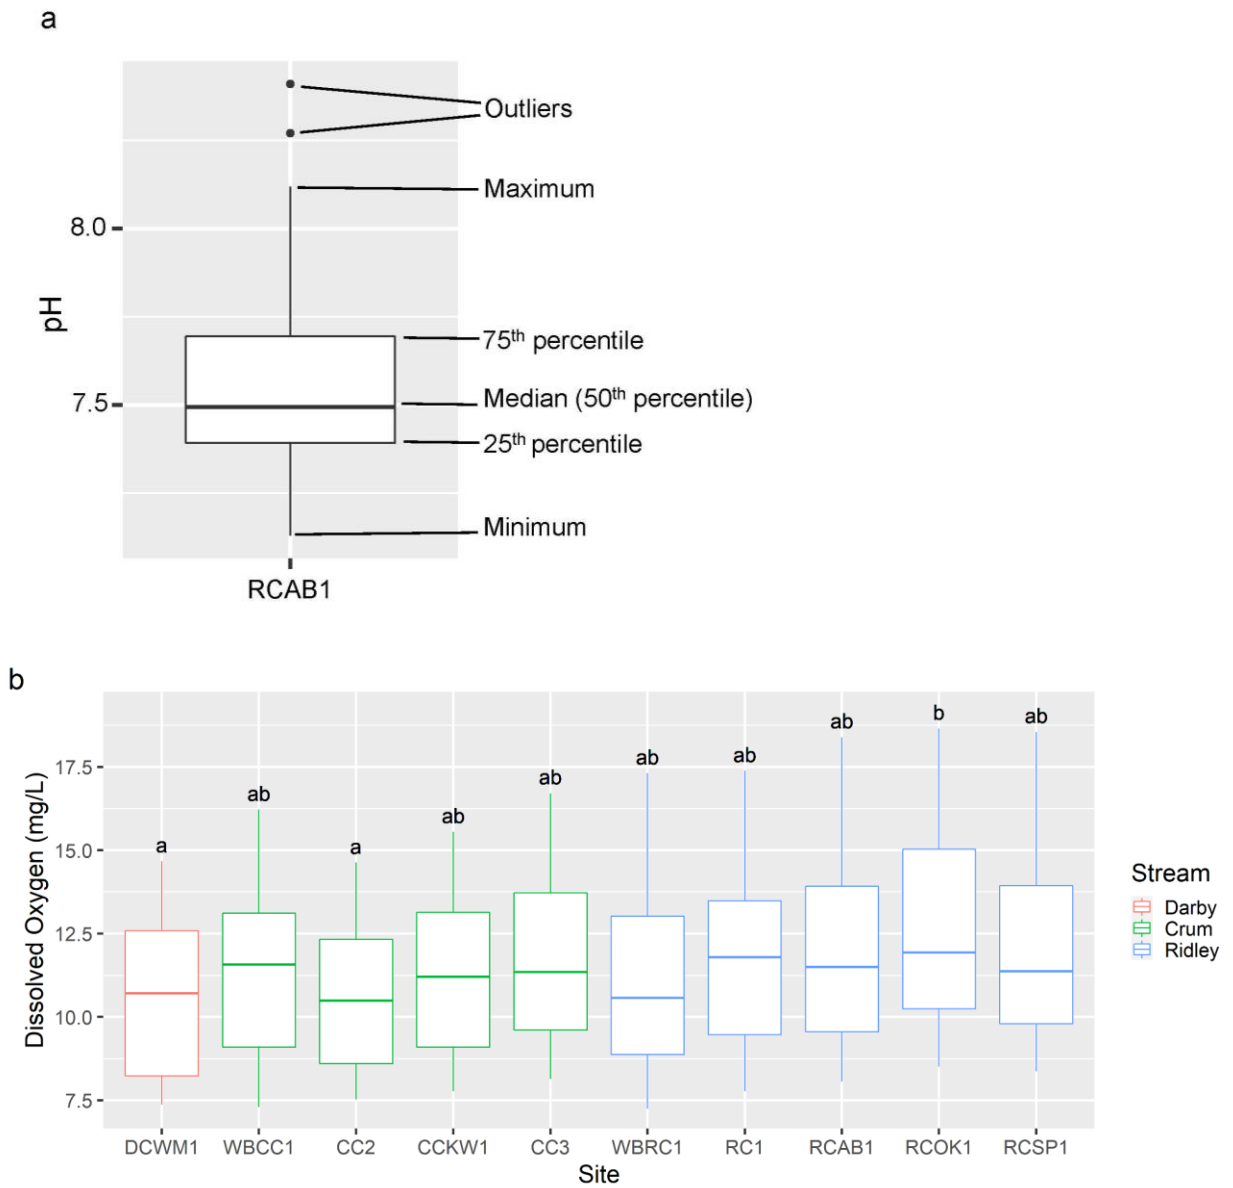 a
Outliers
Maximum
8.0
pH
75th percentile
7.5
Median (50th percentile)
25th percentile
Minimum
RCAB1
b
Dissolved Oxygen (mg/L)
17.5
15.0
12.5
10.0
7.5
a
ab
a
ab
ab
ab
ab
ab
b
ab
DCWM1 WBCC1 CC2 CCKW1 CC3 WBRC1 RC1 RCAB1 RCOK1 RCSP1
Site
Stream
Darby
Crum
Ridley